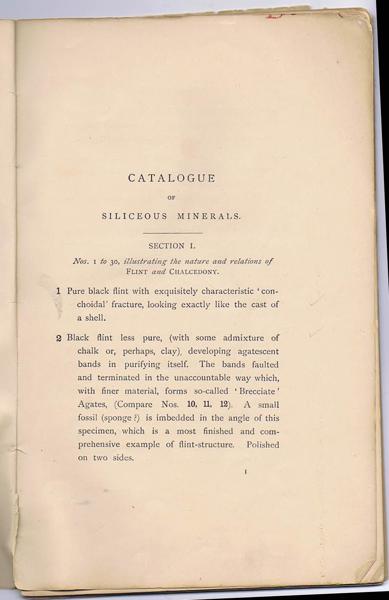 CATALOGUE
OF
SILICEOUS MINERALS.
SECTION I.
Nos. 1 to 30, illustrating the nature and relations of
FLINT and CHALCEDONY.
1 Pure black flint with exquisitely characteristic ‘con-
choidal’ fracture, looking exactly like the cast of
a shell.
2 Black flint less pure, (with some admixture of
chalk or, perhaps, clay), developing agatescent
bands in purifying itself. The bands faulted
and terminated in the unaccountable way which,
with finer material, forms so-called ‘Brecciate’
Agates, (Compare Nos. 10, 11, 12). A small
fossil (sponge?) is imbedded in the angle of this
specimen, which is a most finished and com-
prehensive example of flint-structure. Polished
on two sides.
1